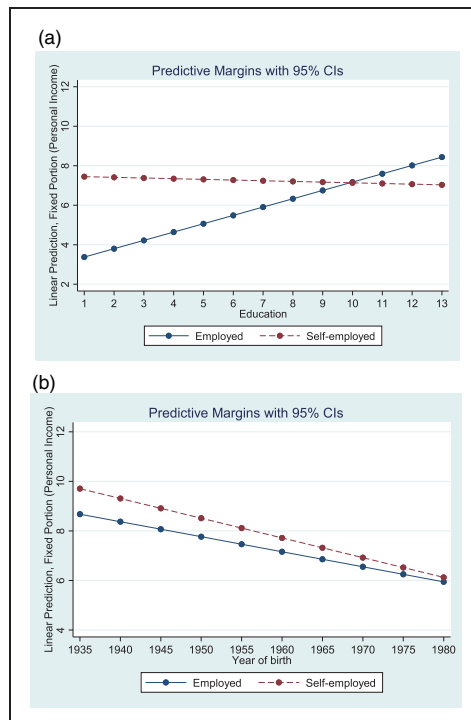 (a)
Predictive Margins with 95% CIs
Linear Prediction, Fixed Portion (Personal Income)
12
10
8
6
4
2
1 2 3 4 5 6 7 8 9 10 11 12 13
Education
Employed Self-employed
(b)
Predictive Margins with 95% CIs
Linear Prediction, Fixed Portion (Personal Income)
12
10
8
6
4
1935 1940 1945 1950 1955 1960 1965 1970 1975 1980
Year of birth
Employed Self-employed